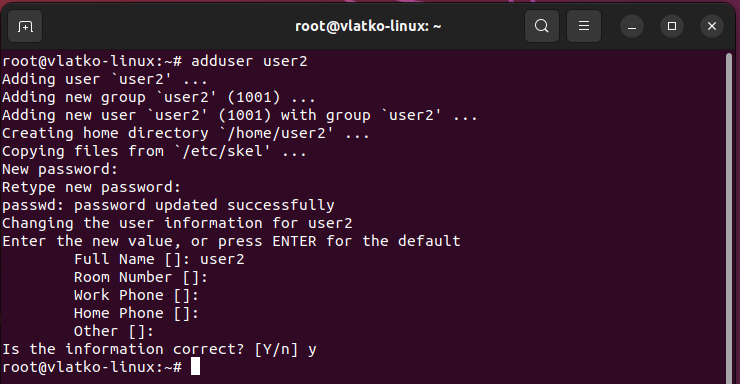 root@vlatko-linux: ~
root@vlatko-linux:~# adduser user2
Adding user `user2' ...
Adding new group `user2' (1001) ...
Adding new user `user2' (1001) with group `user2' ...
Creating home directory `/home/user2' ...
Copying files from `/etc/skel' ...
New password:
Retype new password:
passwd: password updated successfully
Changing the user information for user2
Enter the new value, or press ENTER for the default
        Full Name []: user2
        Room Number []:
        Work Phone []:
        Home Phone []:
        Other []:
Is the information correct? [Y/n] y
root@vlatko-linux:~#